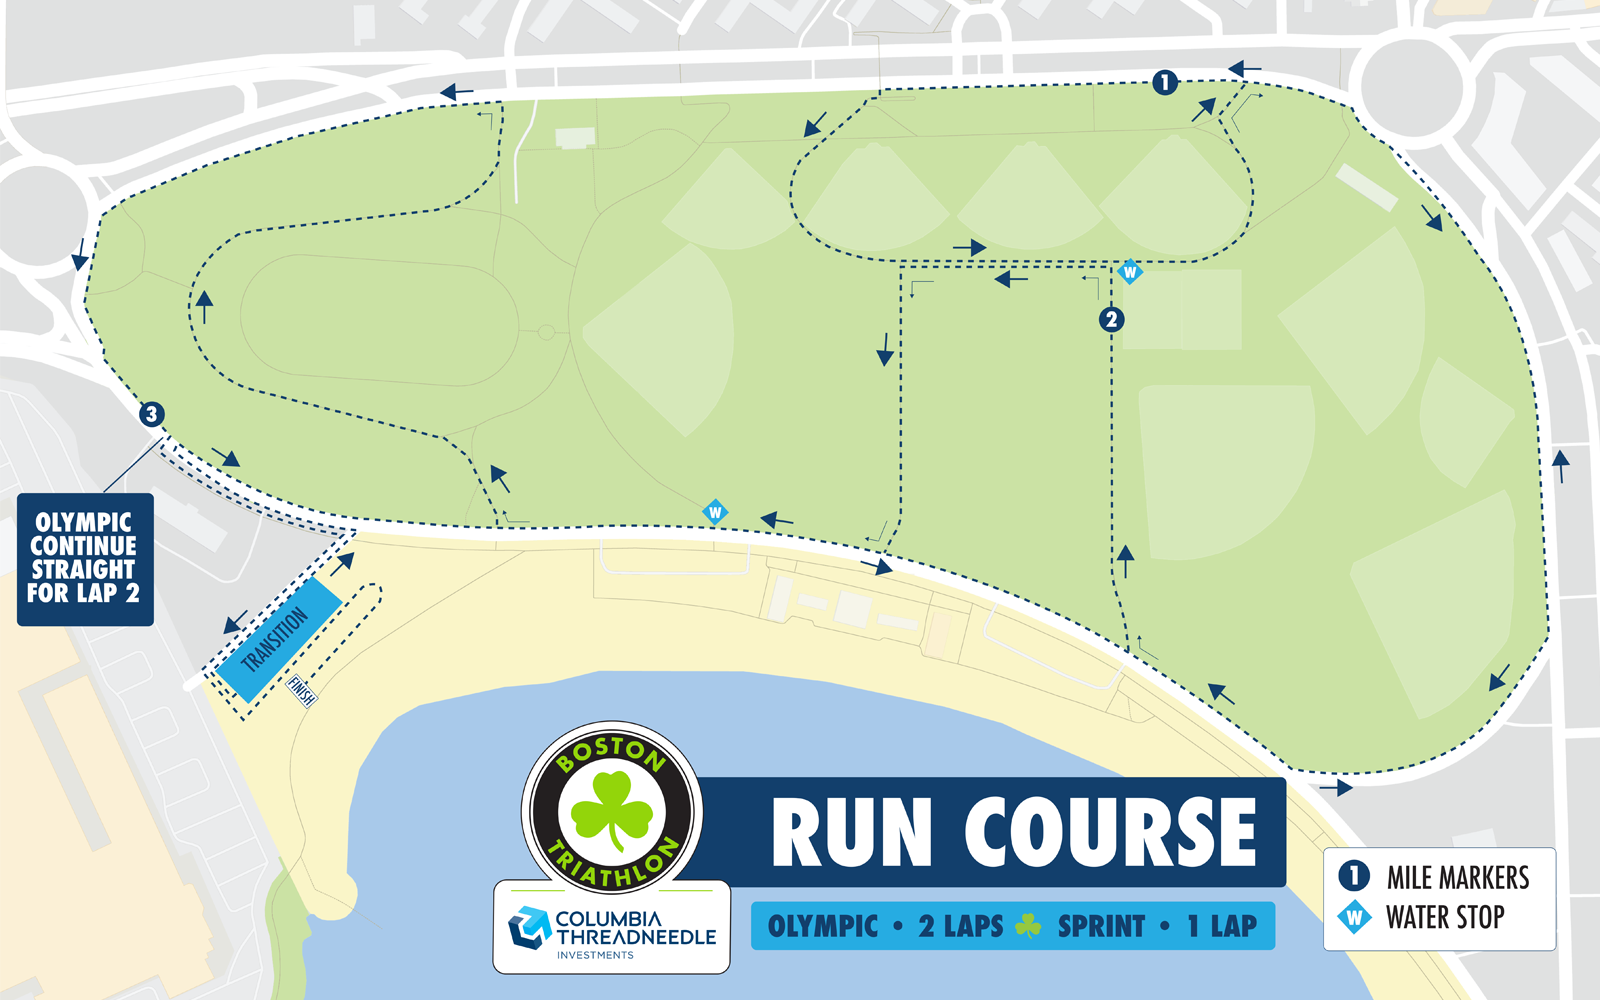 1
W
2
3
W
OLYMPIC
CONTINUE
STRAIGHT
FOR LAP 2
TRANSITION
FINISH
BOSTON
TRIATHLON
RUN COURSE
COLUMBIA
THREADNEEDLE
INVESTMENTS
OLYMPIC • 2 LAPS SPRINT • 1 LAP
1 MILE MARKERS
W WATER STOP